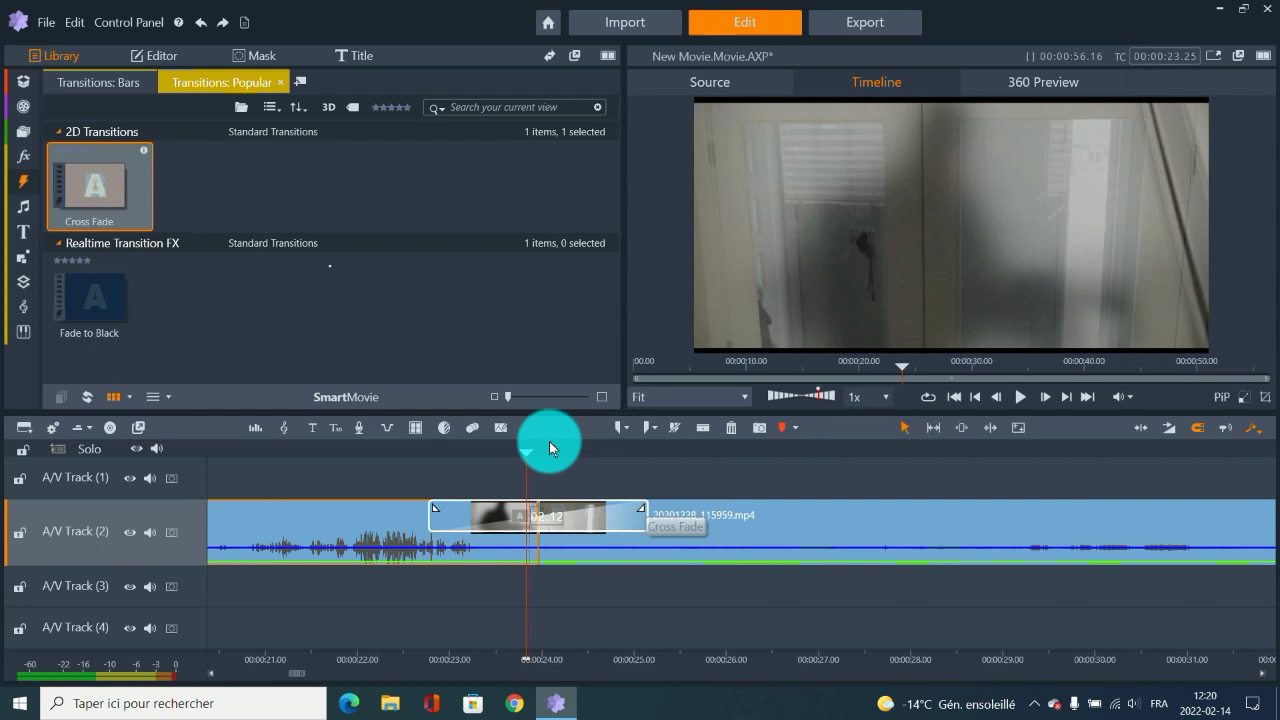 File Edit Control Panel
Import Edit Export
Library Editor Mask Title
New Movie.Movie.AXP* [ ] 00:00:56.16 TC 00:00:23.25
Transitions: Bars Transitions: Popular ×
Source Timeline 360 Preview
3D Search your current view
2D Transitions Standard Transitions 1 items, 1 selected
A
Cross Fade
Realtime Transition FX Standard Transitions 1 items, 0 selected
A
Fade to Black
:00.00 00:00:10.00 00:00:20.00 00:00:30.00 00:00:40.00 00:00:50.00
SmartMovie
Fit 1x PiP
Solo
A/V Track (1)
A/V Track (2) A 02.12 20201228_115959.mp4
Cross Fade
A/V Track (3)
A/V Track (4)
-60 -22 -16 -10 -6 -3 0
00:00:21.00 00:00:22.00 00:00:23.00 00:00:24.00 00:00:25.00 00:00:26.00 00:00:27.00 00:00:28.00 00:00:29.00 00:00:30.00 00:00:31.00
Taper ici pour rechercher
-14°C Gén. ensoleillé FRA 12:20
2022-02-14